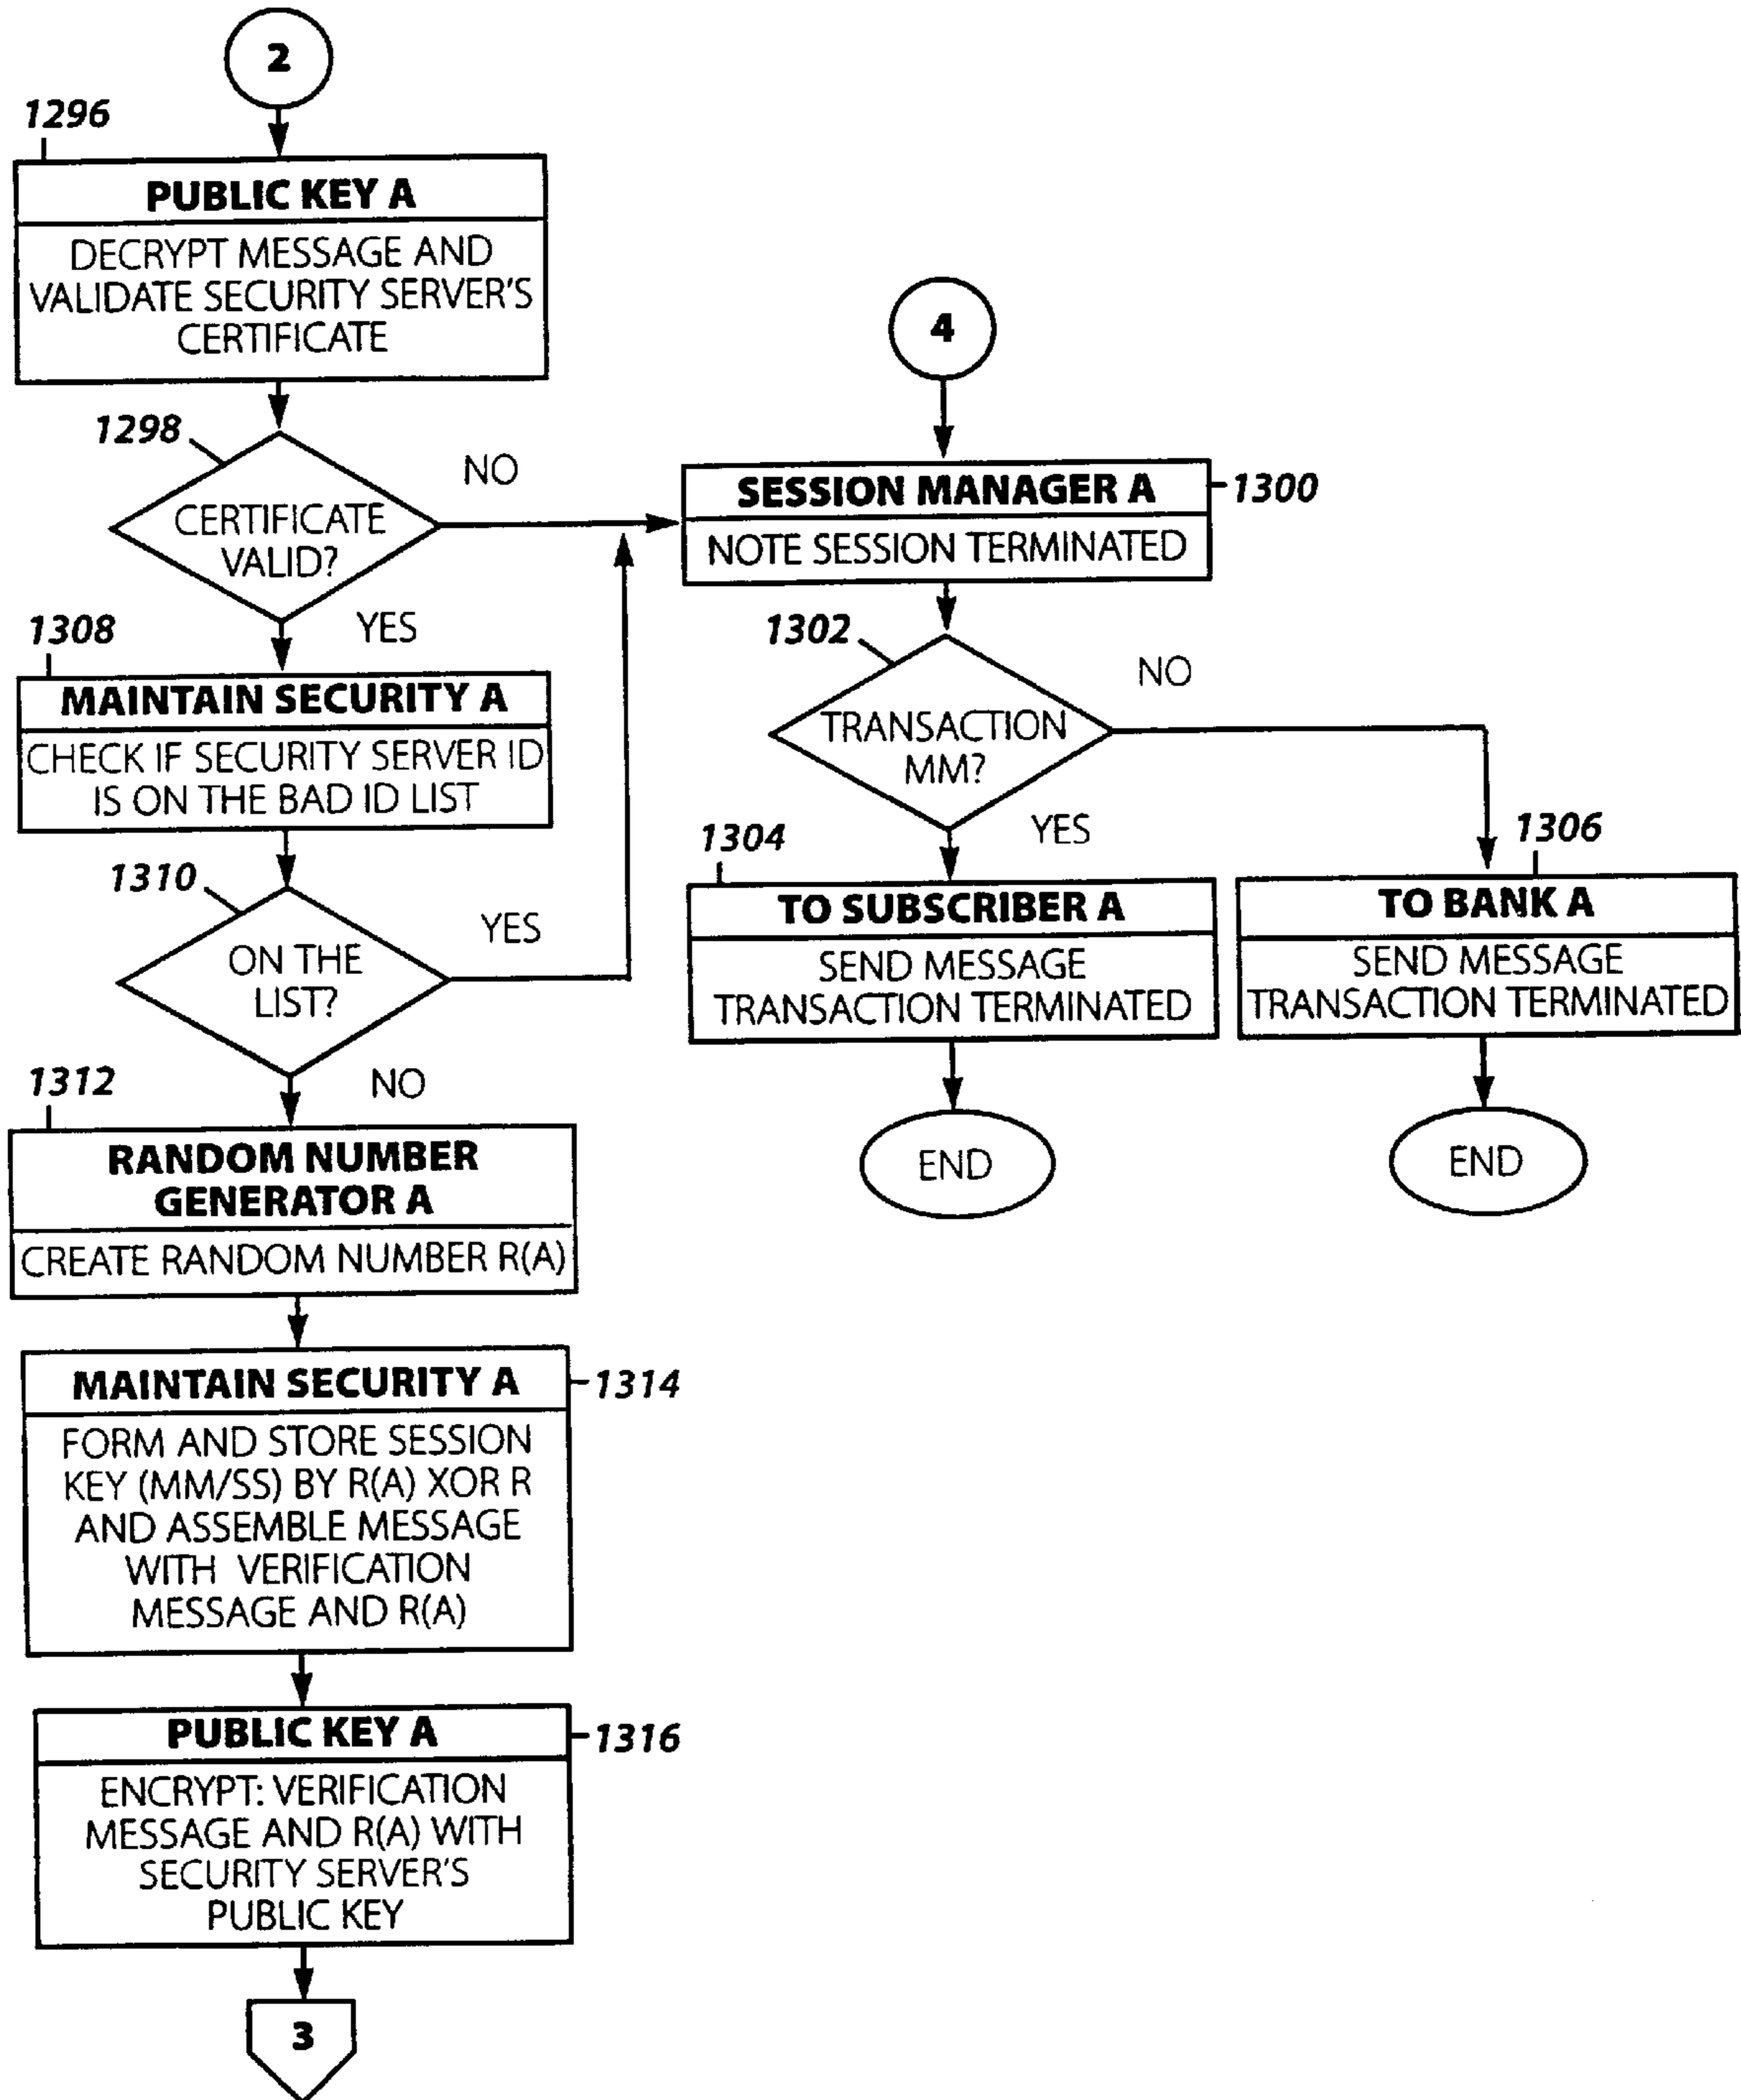 2
1296
PUBLIC KEY A
DECRYPT MESSAGE AND
VALIDATE SECURITY SERVER'S
CERTIFICATE
1298
CERTIFICATE
VALID?
NO
YES
1308
MAINTAIN SECURITY A
CHECK IF SECURITY SERVER ID
IS ON THE BAD ID LIST
1310
ON THE
LIST?
YES
NO
1312
RANDOM NUMBER
GENERATOR A
CREATE RANDOM NUMBER R(A)
MAINTAIN SECURITY A
1314
FORM AND STORE SESSION
KEY (MM/SS) BY R(A) XOR R
AND ASSEMBLE MESSAGE
WITH VERIFICATION
MESSAGE AND R(A)
PUBLIC KEY A
1316
ENCRYPT: VERIFICATION
MESSAGE AND R(A) WITH
SECURITY SERVER'S
PUBLIC KEY
3
4
SESSION MANAGER A
1300
NOTE SESSION TERMINATED
1302
TRANSACTION
MM?
NO
YES
1304
TO SUBSCRIBER A
SEND MESSAGE
TRANSACTION TERMINATED
END
1306
TO BANK A
SEND MESSAGE
TRANSACTION TERMINATED
END